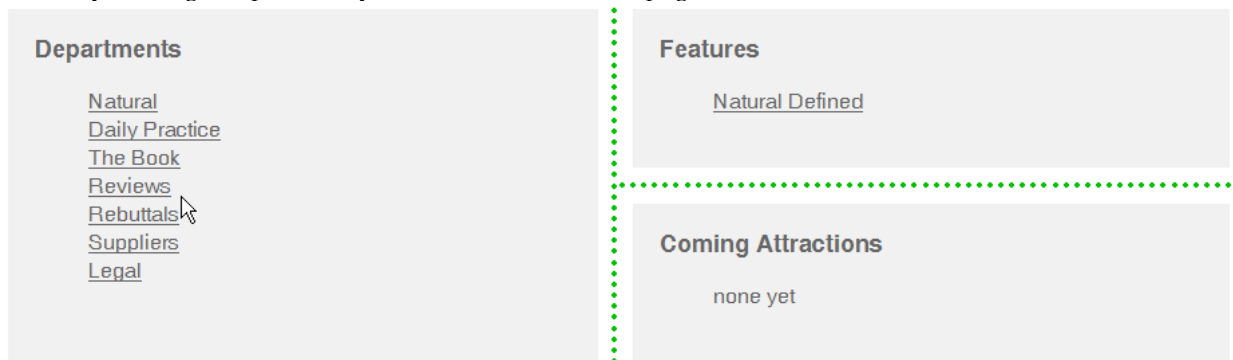 Departments
Natural
Daily Practice
The Book
Reviews
Rebuttals
Suppliers
Legal
Features
Natural Defined
Coming Attractions
none yet